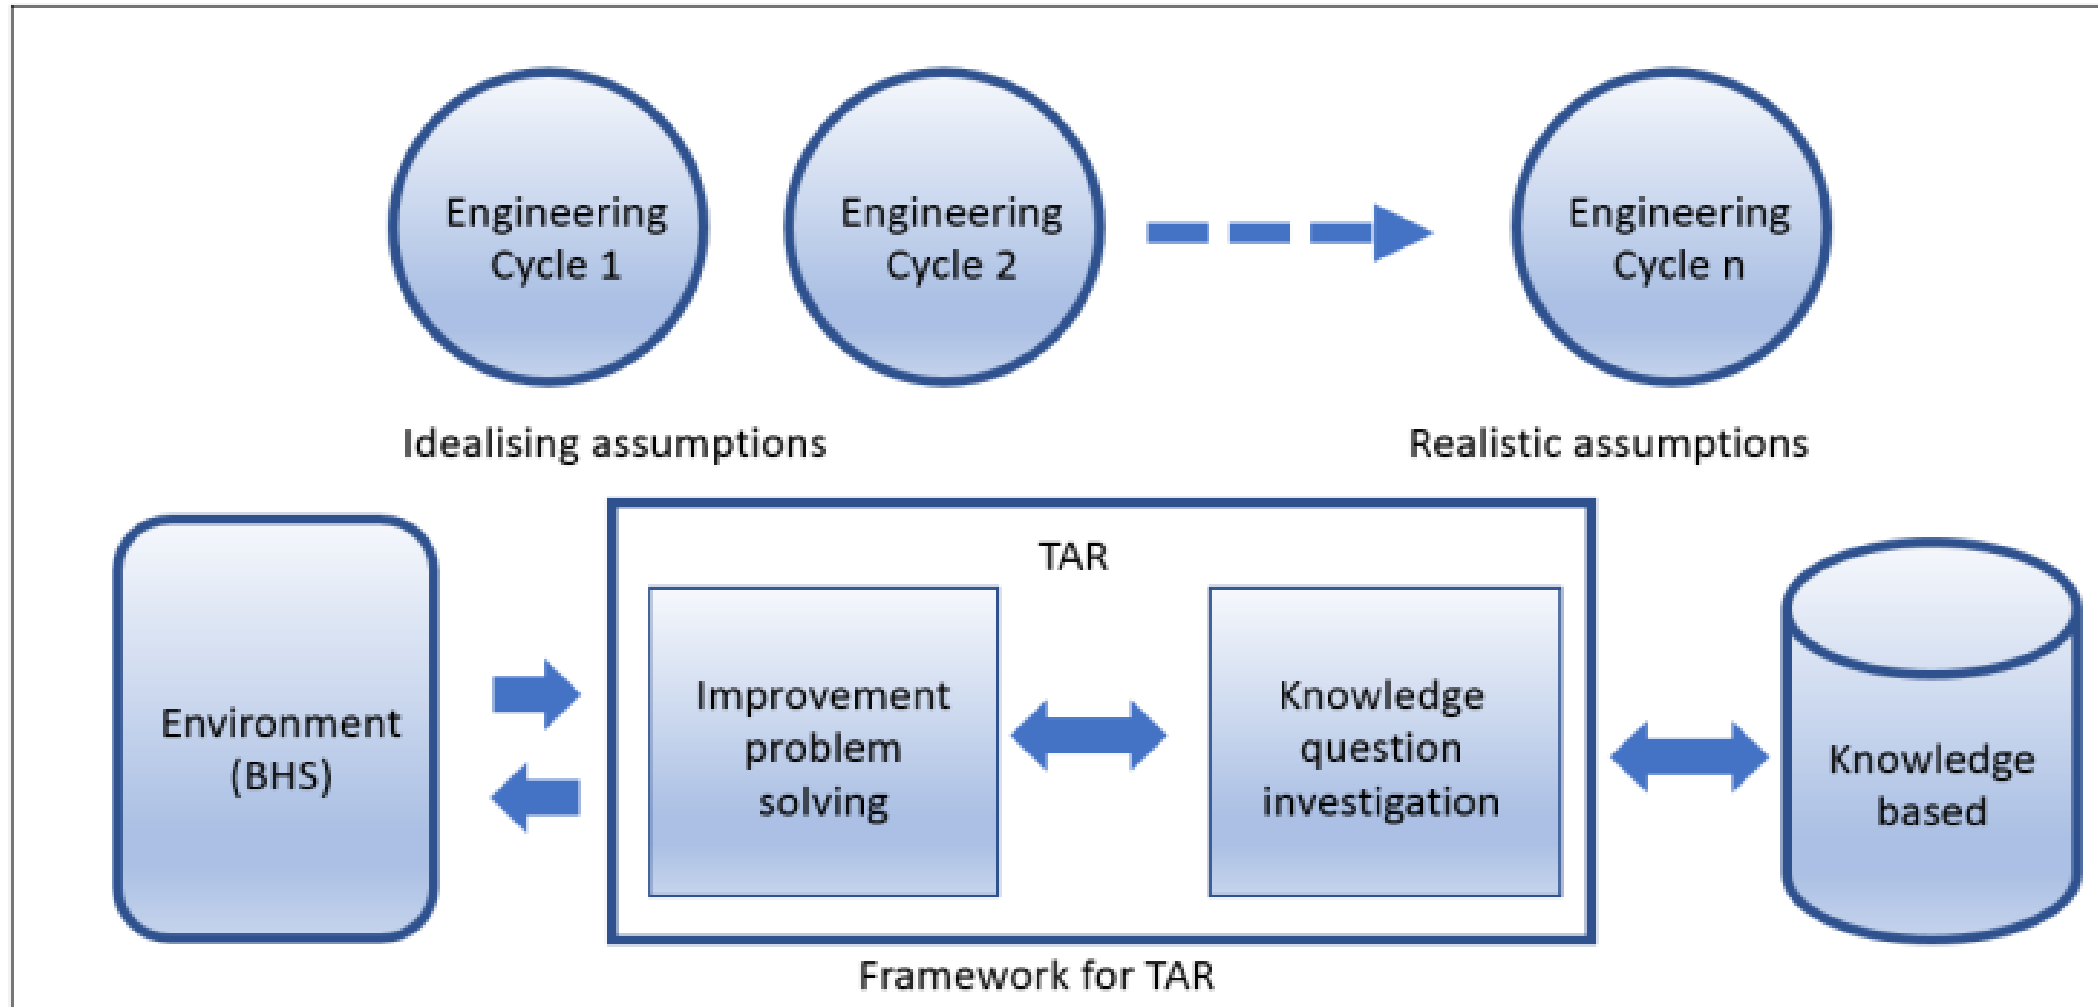 Engineering
Cycle 1
Engineering
Cycle 2
Engineering
Cycle n
Idealising assumptions
Realistic assumptions
TAR
Environment
(BHS)
Improvement
problem
solving
Knowledge
question
investigation
Knowledge
based
Framework for TAR